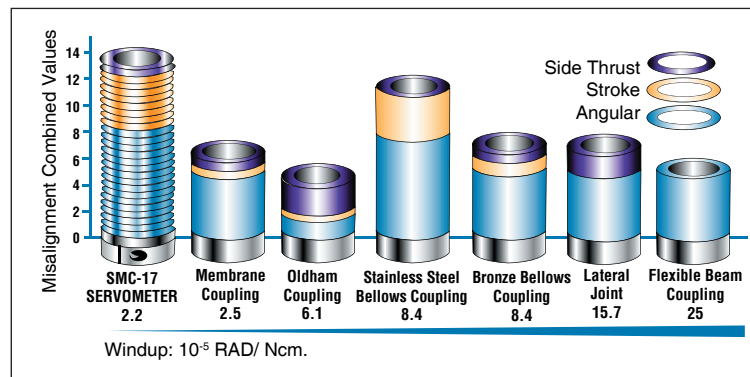 Misalignment Combined Values
14
12
10
8
6
4
2
0
Side Thrust
Stroke
Angular
SMC-17
SERVOMETER
2.2
Membrane
Coupling
2.5
Oldham
Coupling
6.1
Stainless Steel
Bellows Coupling
8.4
Bronze Bellows
Coupling
8.4
Lateral
Joint
15.7
Flexible Beam
Coupling
25
Windup: 10⁻⁵ RAD/ Ncm.